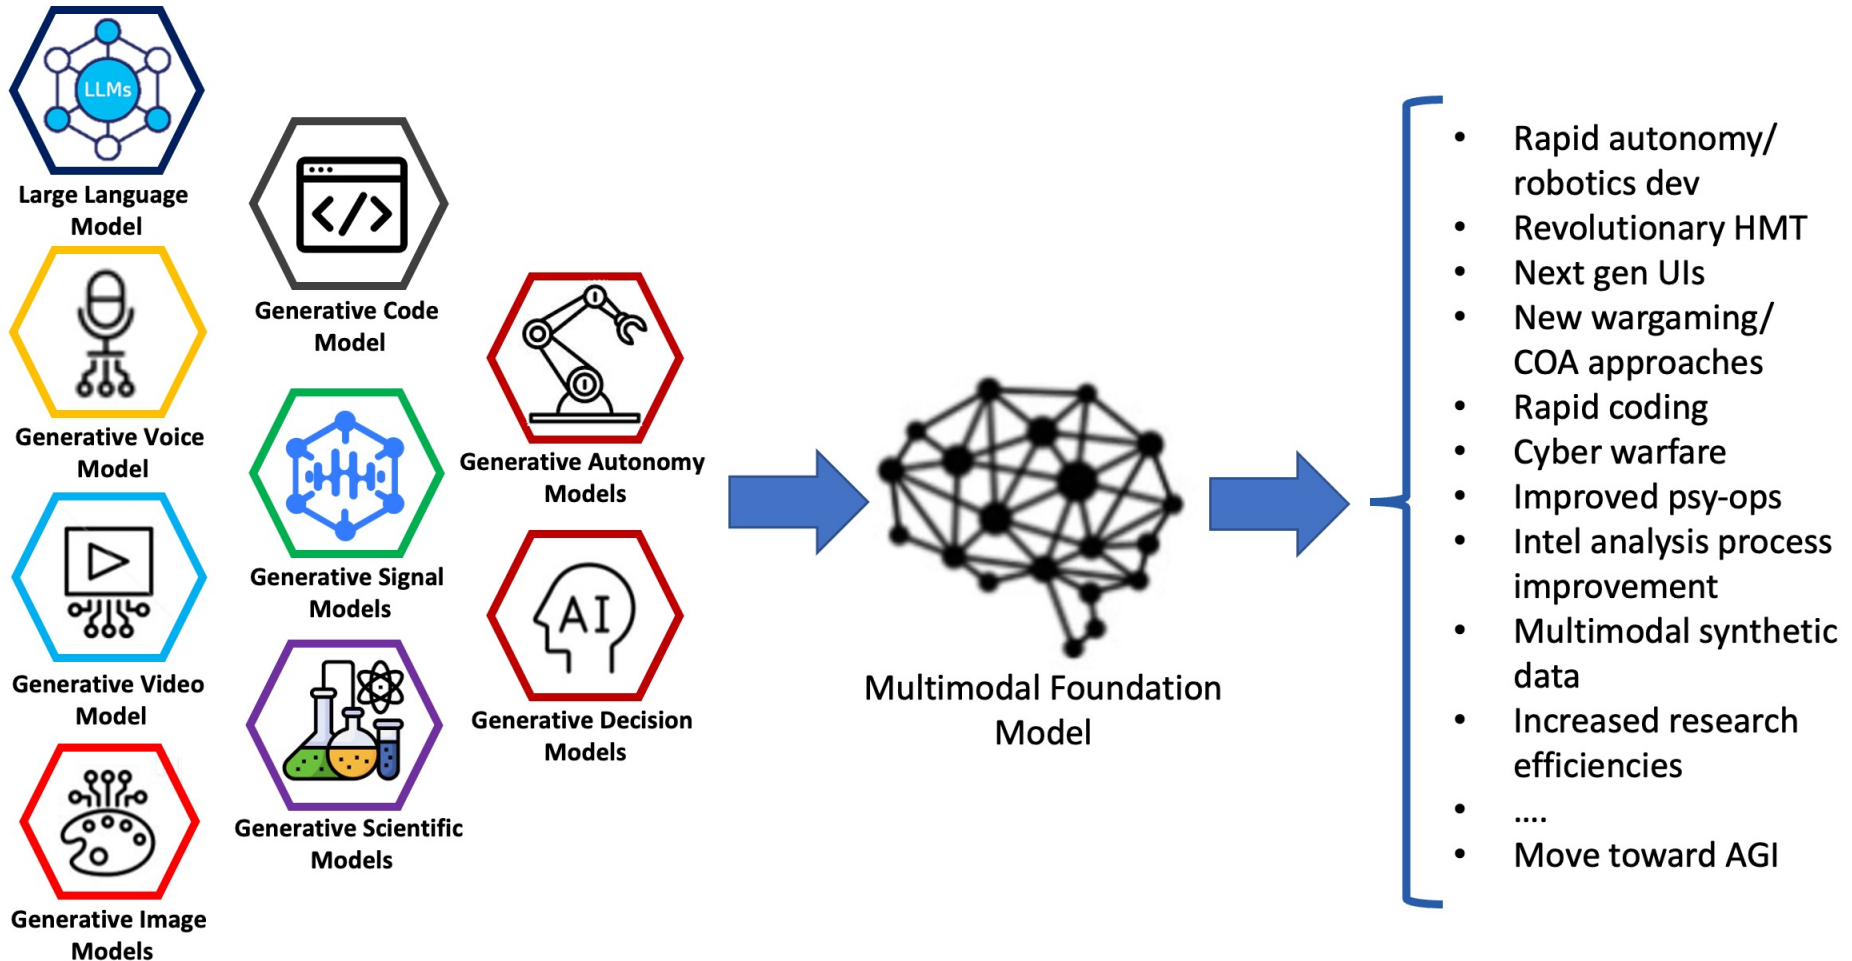 LLMs
Large Language
Model
Generative Voice
Model
Generative Video
Model
Generative Image
Models
</>
Generative Code
Model
Generative Signal
Models
Generative Scientific
Models
Generative Autonomy
Models
AI
Generative Decision
Models
Multimodal Foundation
Model
• Rapid autonomy/
robotics dev
• Revolutionary HMT
• Next gen UIs
• New wargaming/
COA approaches
• Rapid coding
• Cyber warfare
• Improved psy-ops
• Intel analysis process
improvement
• Multimodal synthetic
data
• Increased research
efficiencies
• ....
• Move toward AGI